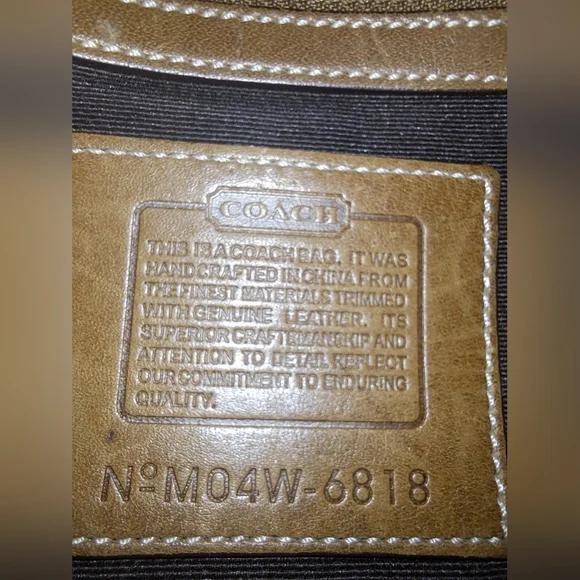 COACH
THIS IS A COACH BAG. IT WAS
HANDCRAFTED IN CHINA FROM
THE FINEST MATERIALS TRIMMED
WITH GENUINE LEATHER. ITS
SUPERIOR CRAFTSMANSHIP AND
ATTENTION TO DETAIL REFLECT
OUR COMMITMENT TO ENDURING
QUALITY.
Nº M04W-6818